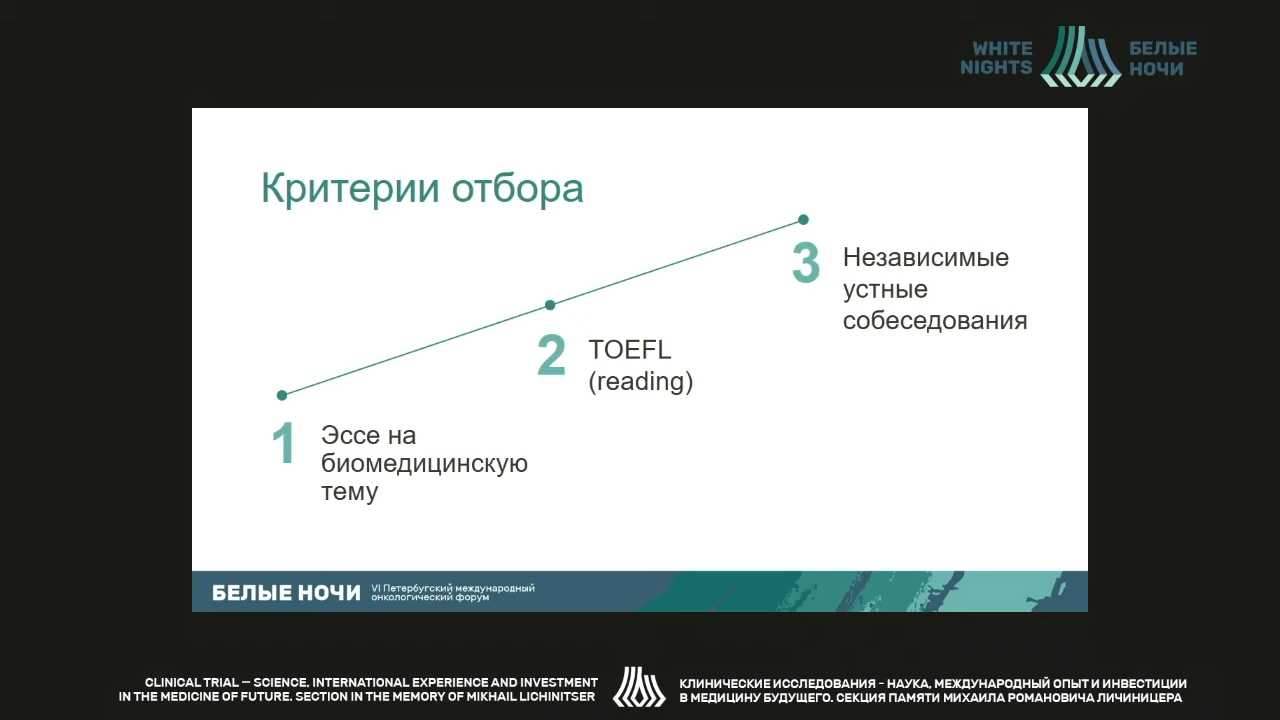 WHITE
NIGHTS
БЕЛЫЕ
НОЧИ
Критерии отбора
1
Эссе на
биомедицинскую
тему
2
TOEFL
(reading)
3
Независимые
устные
собеседования
БЕЛЫЕ НОЧИ
VI Петербугский международный
онкологический форум
CLINICAL TRIAL — SCIENCE, INTERNATIONAL EXPERIENCE AND INVESTMENT
IN THE MEDICINE OF FUTURE. SECTION IN THE MEMORY OF MIKHAIL LICHINITSER
КЛИНИЧЕСКИЕ ИССЛЕДОВАНИЯ - НАУКА, МЕЖДУНАРОДНЫЙ ОПЫТ И ИНВЕСТИЦИИ
В МЕДИЦИНУ БУДУЩЕГО. СЕКЦИЯ ПАМЯТИ МИХАИЛА РОМАНОВИЧА ЛИЧИНИЦЕРА